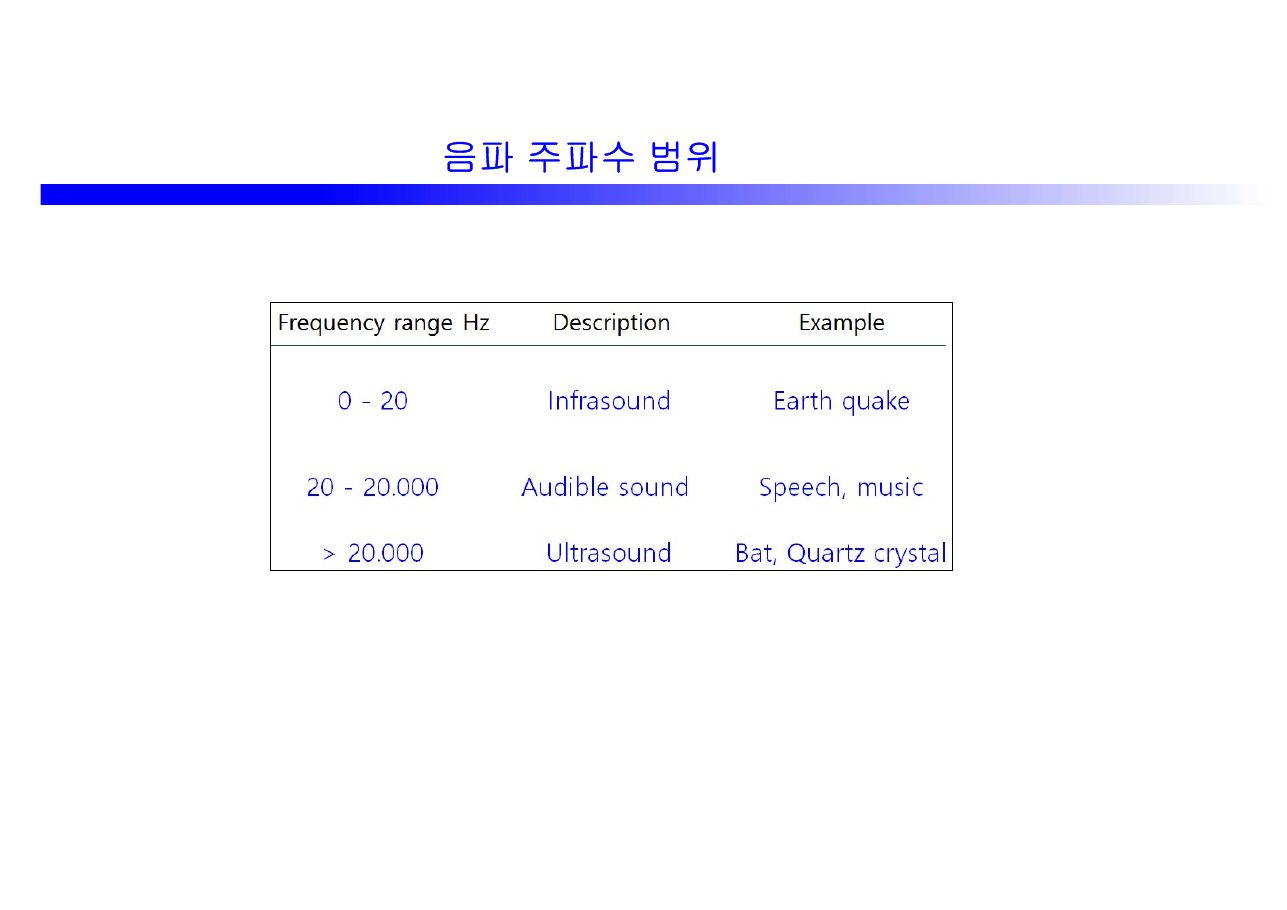 음파 주파수 범위
Frequency range Hz Description Example
0 - 20 Infrasound Earth quake
20 - 20.000 Audible sound Speech, music
> 20.000 Ultrasound Bat, Quartz crystal